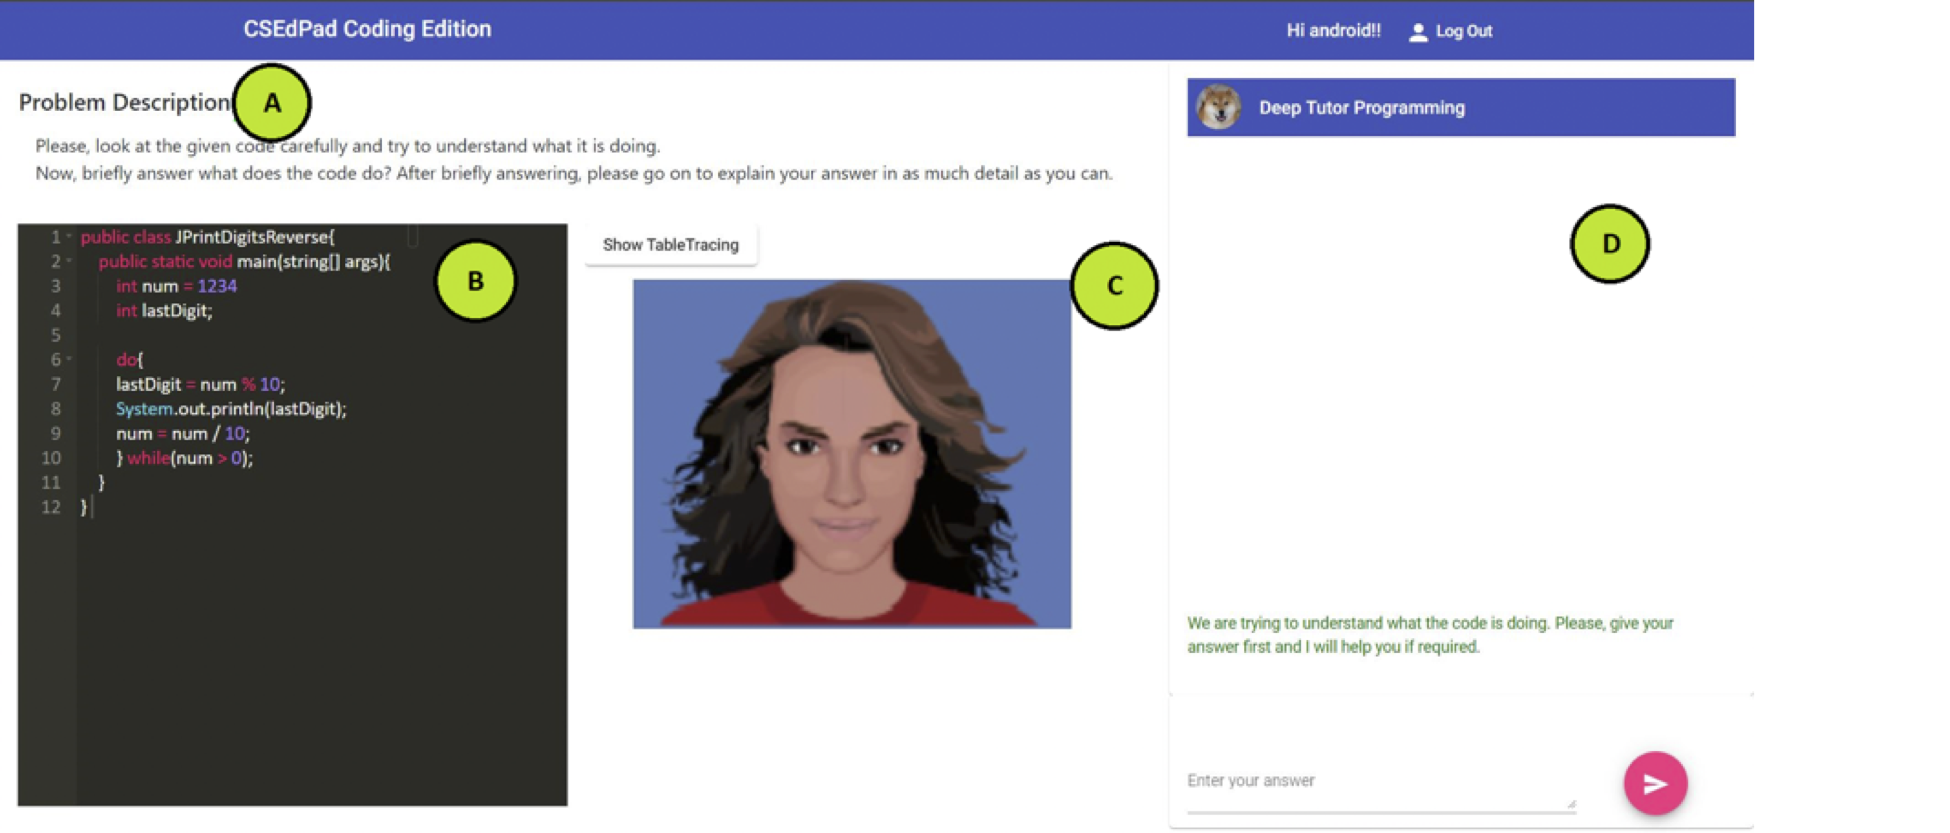 CSEdPad Coding Edition
Hi android!! Log Out
Problem Description
A
Please, look at the given code carefully and try to understand what it is doing.
Now, briefly answer what does the code do? After briefly answering, please go on to explain your answer in as much detail as you can.
1 public class JPrintDigitsReverse{
2 public static void main(string[] args){
3 int num = 1234
4 int lastDigit;
5
6 do{
7 lastDigit = num % 10;
8 System.out.println(lastDigit);
9 num = num / 10;
10 } while(num > 0);
11 }
12 }
B
Show TableTracing
C
Deep Tutor Programming
D
We are trying to understand what the code is doing. Please, give your
answer first and I will help you if required.
Enter your answer